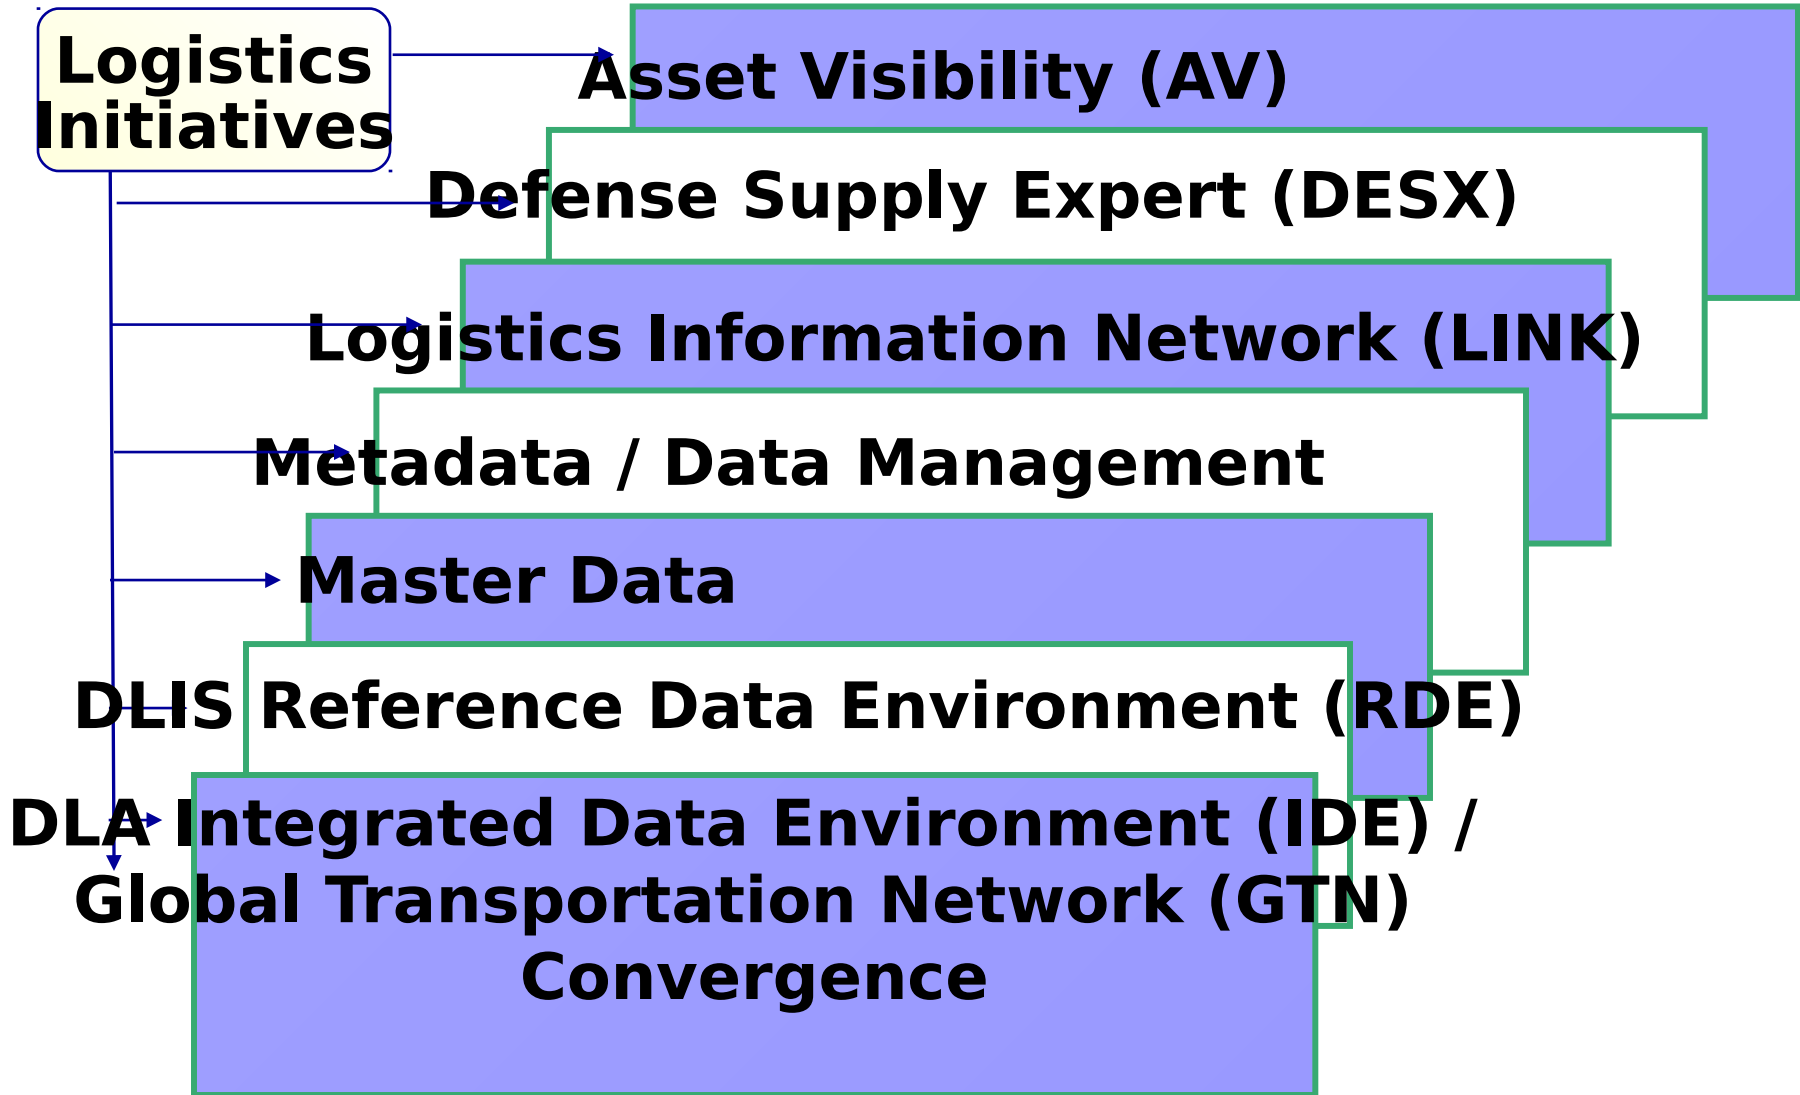 Logistics
Initiatives
Asset Visibility (AV)
Defense Supply Expert (DESX)
Logistics Information Network (LINK)
Metadata / Data Management
Master Data
DLIS Reference Data Environment (RDE)
DLA Integrated Data Environment (IDE) /
Global Transportation Network (GTN)
Convergence